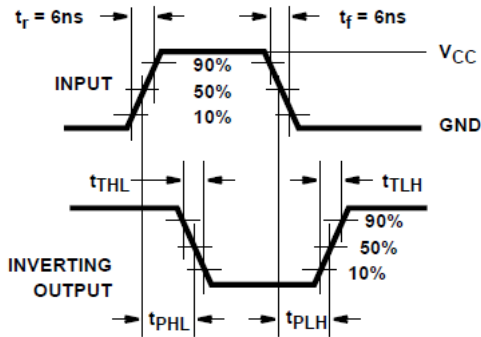 tr = 6ns
tf = 6ns
VCC
INPUT
90%
50%
10%
GND
tTHL
tTLH
90%
50%
10%
INVERTING
OUTPUT
tPHL
tPLH